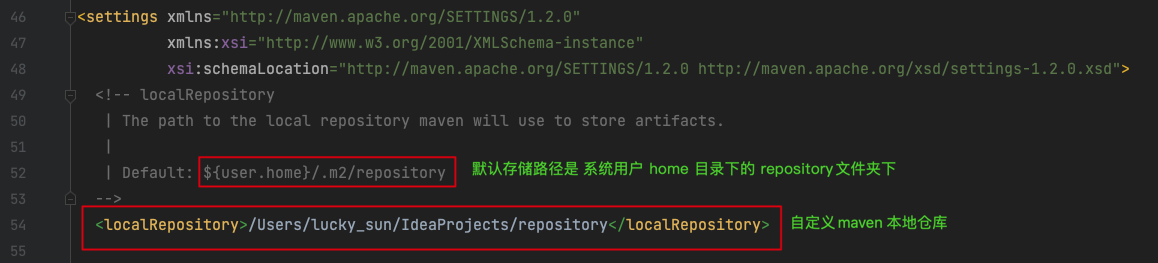 46 <settings xmlns="http://maven.apache.org/SETTINGS/1.2.0"
47 xmlns:xsi="http://www.w3.org/2001/XMLSchema-instance"
48 xsi:schemaLocation="http://maven.apache.org/SETTINGS/1.2.0 http://maven.apache.org/xsd/settings-1.2.0.xsd">
49 <!-- localRepository
50 | The path to the local repository maven will use to store artifacts.
51 |
52 | Default: ${user.home}/.m2/repository 默认存储路径是 系统用户 home 目录下的 repository文件夹下
53 -->
54 <localRepository>/Users/lucky_sun/IdeaProjects/repository</localRepository> 自定义maven本地仓库
55